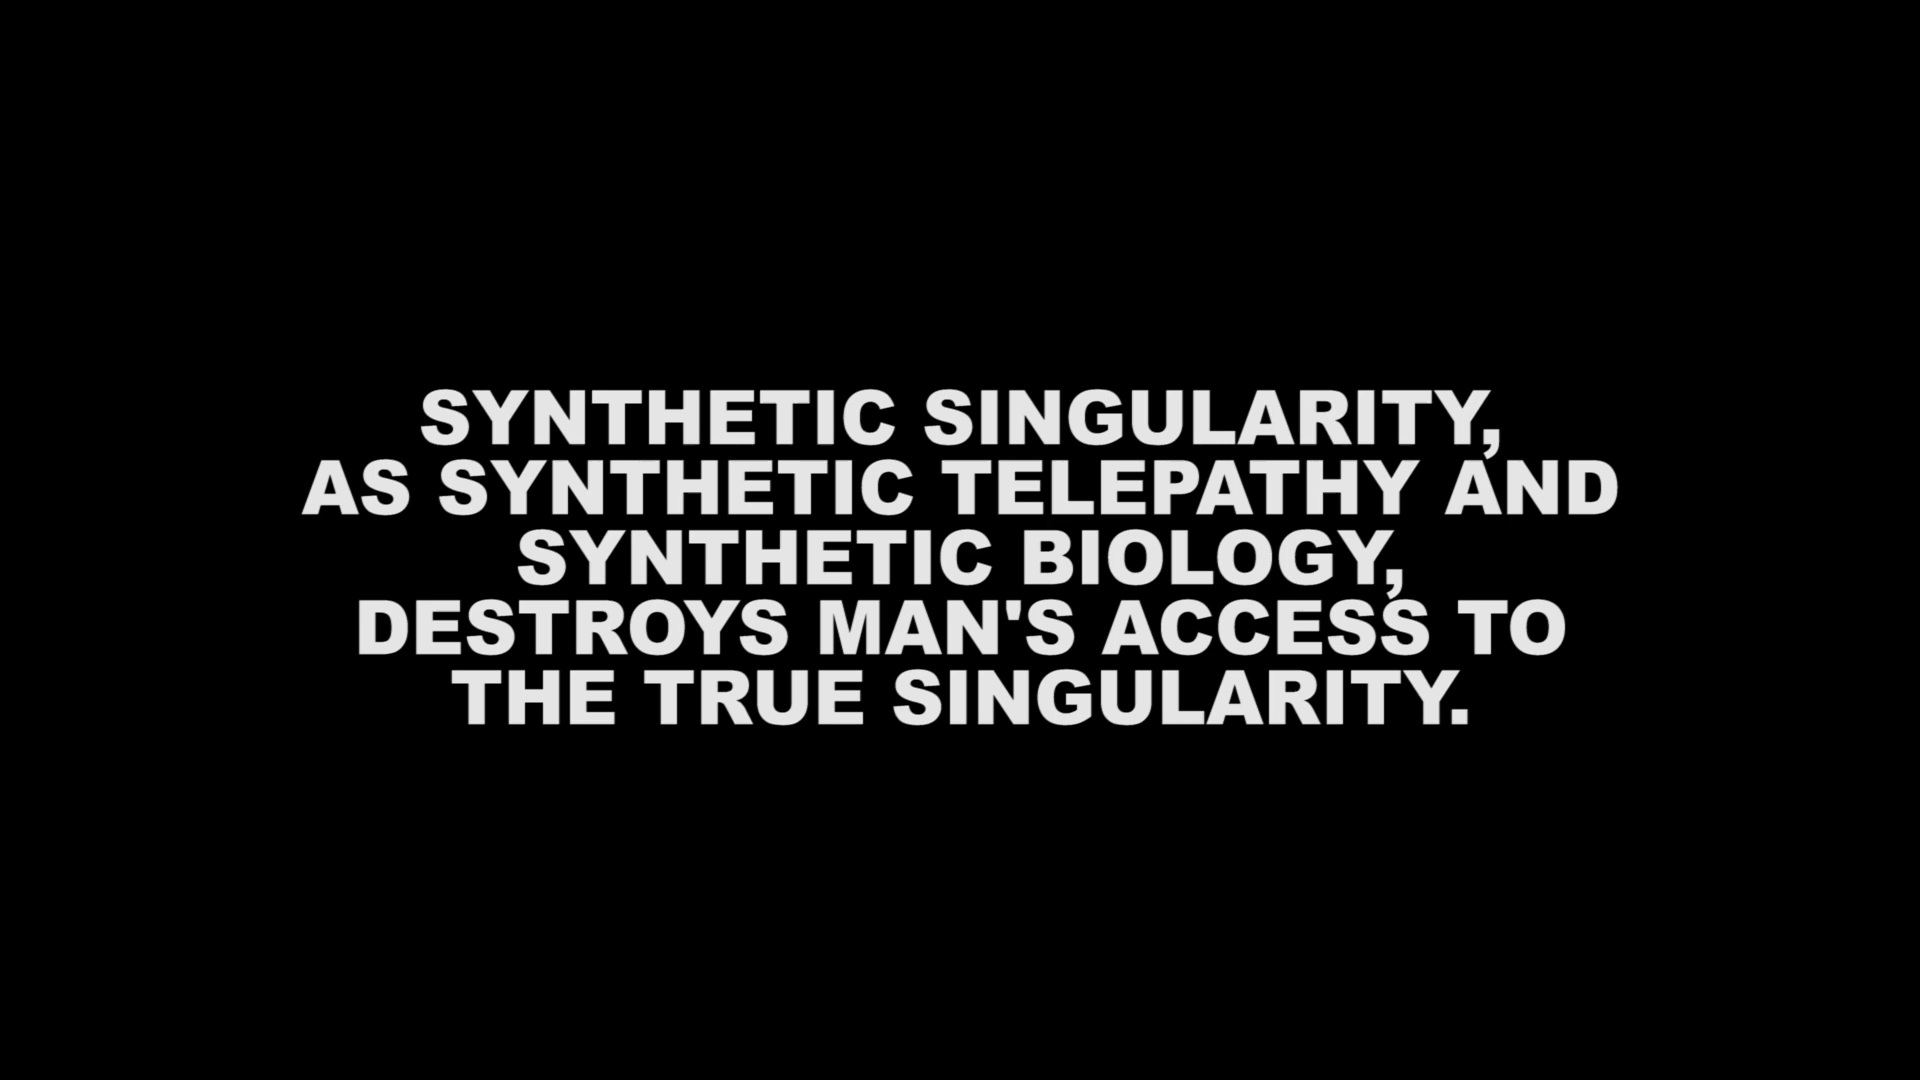 SYNTHETIC SINGULARITY,
AS SYNTHETIC TELEPATHY AND
SYNTHETIC BIOLOGY,
DESTROYS MAN'S ACCESS TO
THE TRUE SINGULARITY.